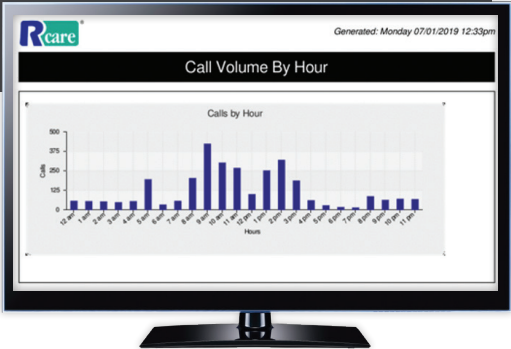 Rcare
Generated: Monday 07/01/2019 12:33pm
Call Volume By Hour
Calls by Hour
500
375
250
125
0
Calls
12 am
1 am
2 am
3 am
4 am
5 am
6 am
7 am
8 am
9 am
10 am
11 am
12 pm
1 pm
2 pm
3 pm
4 pm
5 pm
6 pm
7 pm
8 pm
9 pm
10 pm
11 pm
Hours